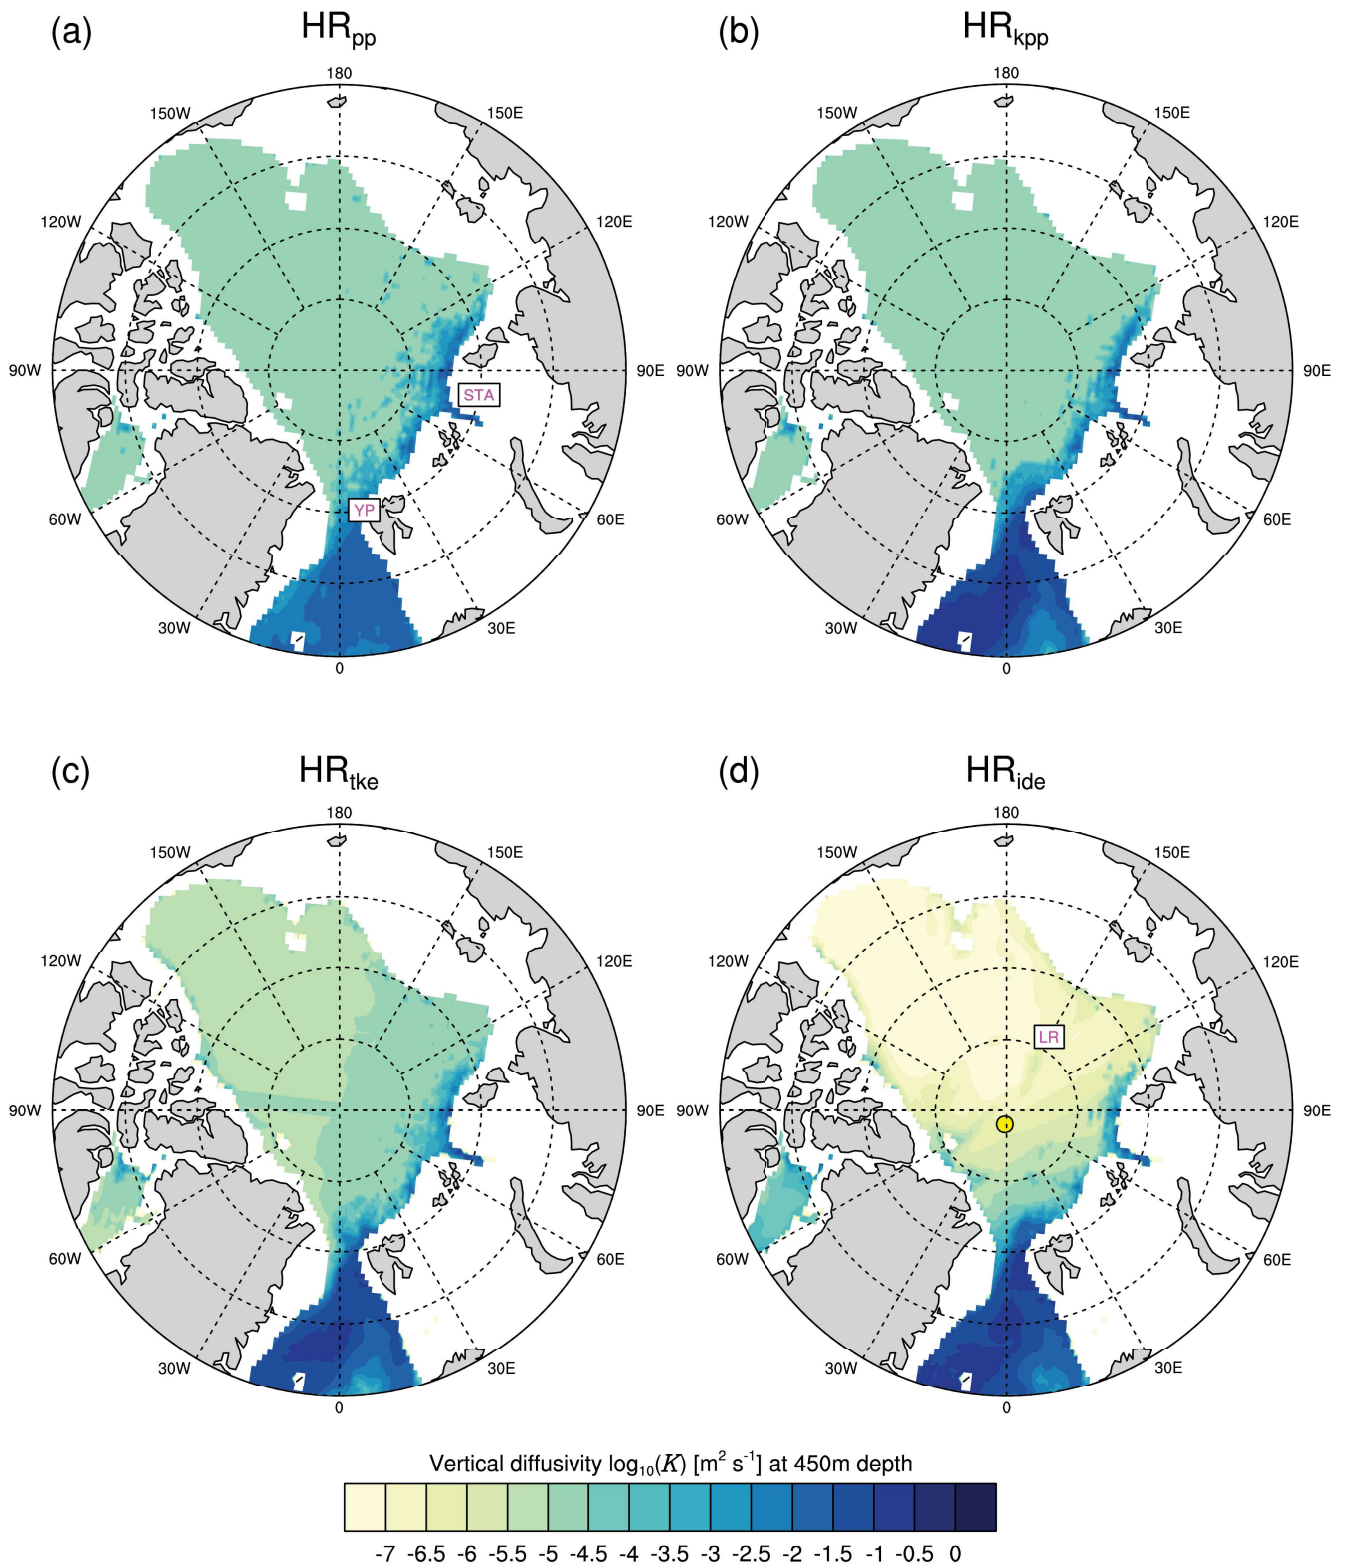 (a) HRpp
180
150W 150E
120W 120E
90W 90E
STA
YP
60W 60E
30W 30E
0
(b) HRkpp
180
150W 150E
120W 120E
90W 90E
60W 60E
30W 30E
0
(c) HRtke
180
150W 150E
120W 120E
90W 90E
60W 60E
30W 30E
0
(d) HRide
180
150W 150E
120W 120E
LR
90W 90E
60W 60E
30W 30E
0
Vertical diffusivity log₁₀(K) [m² s⁻¹] at 450m depth
-7 -6.5 -6 -5.5 -5 -4.5 -4 -3.5 -3 -2.5 -2 -1.5 -1 -0.5 0